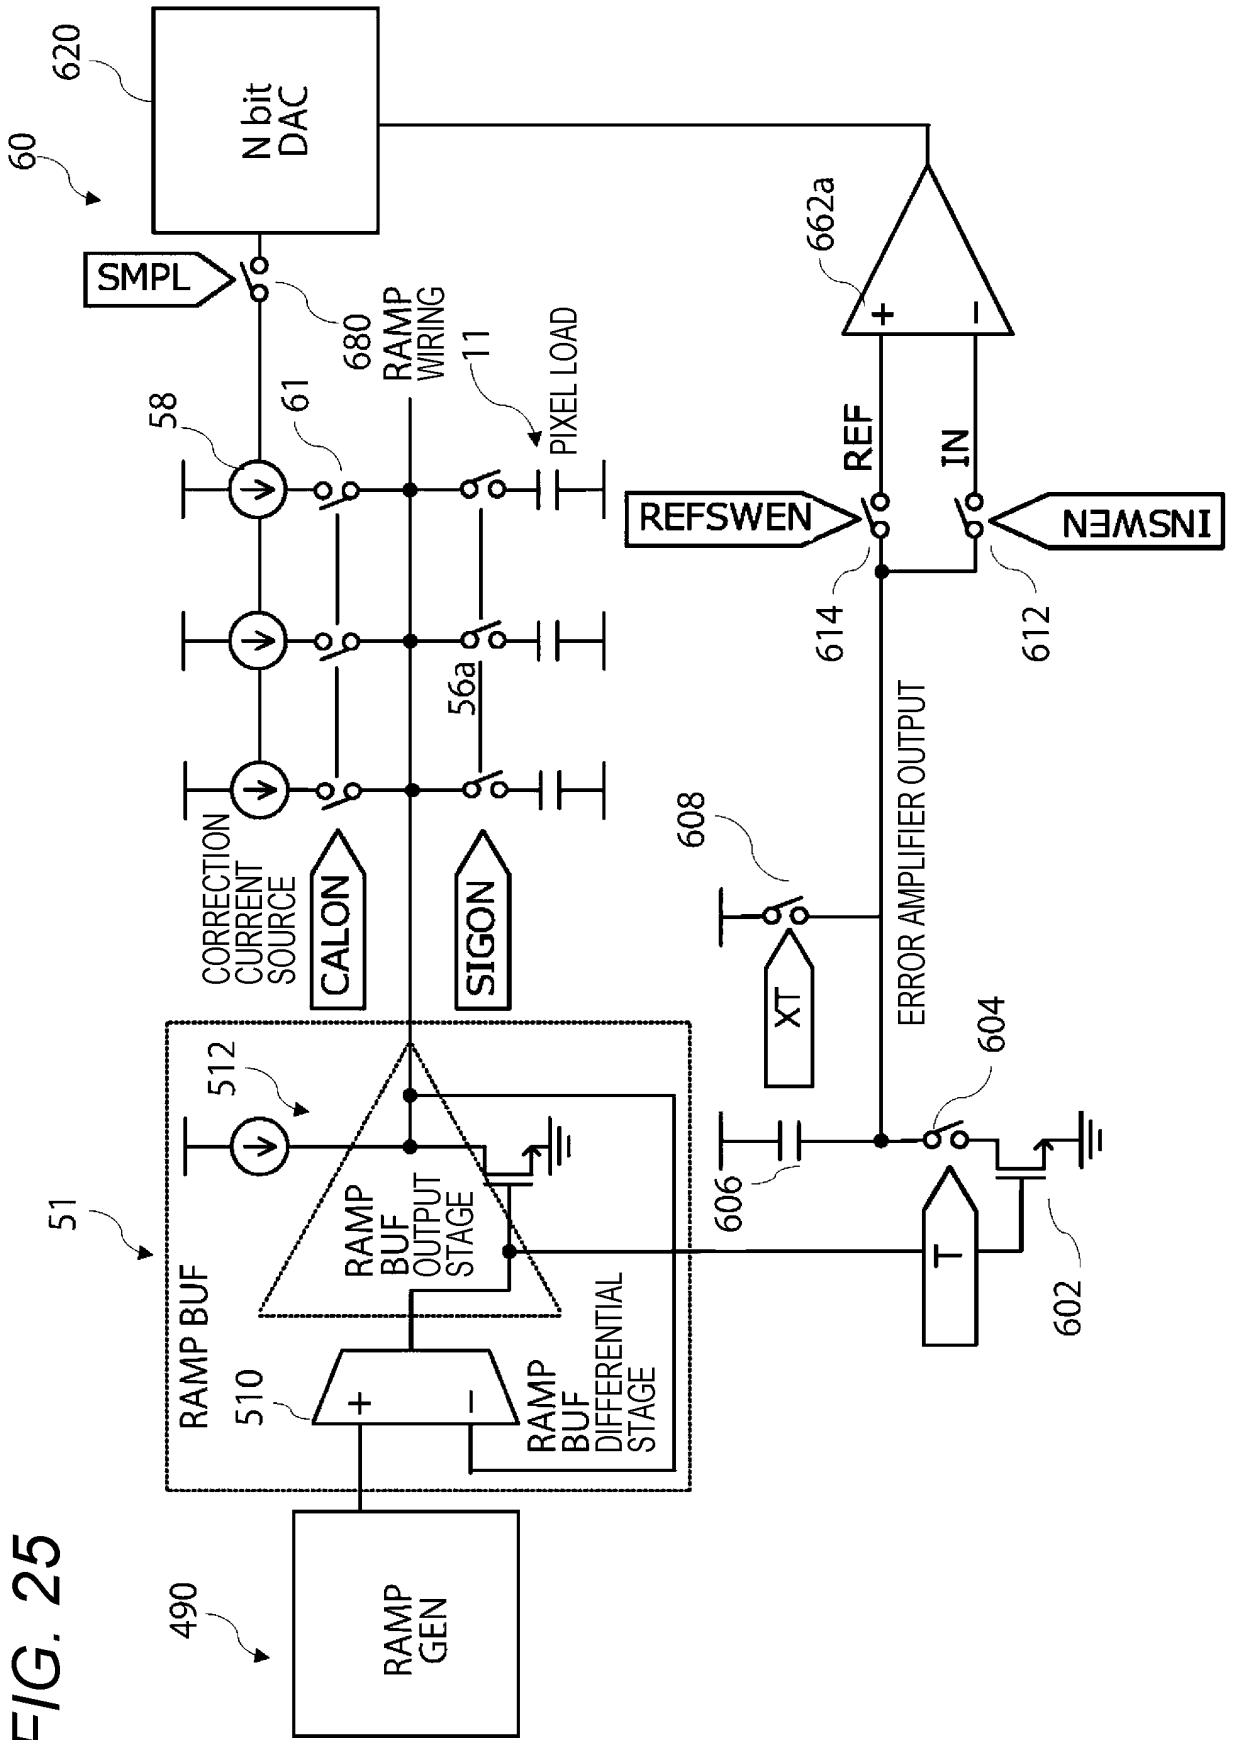 FIG. 25
490
RAMP
GEN
51
RAMP BUF
510
+
−
RAMP
BUF
DIFFERENTIAL
STAGE
512
RAMP
BUF
OUTPUT
STAGE
CORRECTION
CURRENT
SOURCE
CALON
SIGON
56a
58
61
SMPL
680
RAMP
WIRING
11
PIXEL LOAD
60
620
N bit
DAC
T
602
604
606
XT
608
ERROR AMPLIFIER OUTPUT
614
612
REFSWEN
INSWEN
REF
IN
662a
+
−